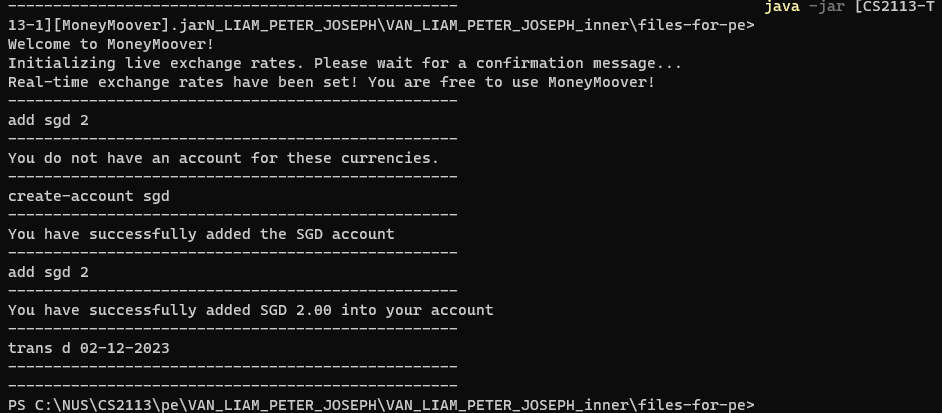 --------------------------------------------------
java -jar [CS2113-T
13-1][MoneyMoover].jarN_LIAM_PETER_JOSEPH\VAN_LIAM_PETER_JOSEPH_inner\files-for-pe>
Welcome to MoneyMoover!
Initializing live exchange rates. Please wait for a confirmation message...
Real-time exchange rates have been set! You are free to use MoneyMoover!
--------------------------------------------------
add sgd 2
--------------------------------------------------
You do not have an account for these currencies.
--------------------------------------------------
create-account sgd
--------------------------------------------------
You have successfully added the SGD account
--------------------------------------------------
add sgd 2
--------------------------------------------------
You have successfully added SGD 2.00 into your account
--------------------------------------------------
trans d 02-12-2023
--------------------------------------------------
--------------------------------------------------
PS C:\NUS\CS2113\pe\VAN_LIAM_PETER_JOSEPH\VAN_LIAM_PETER_JOSEPH_inner\files-for-pe>